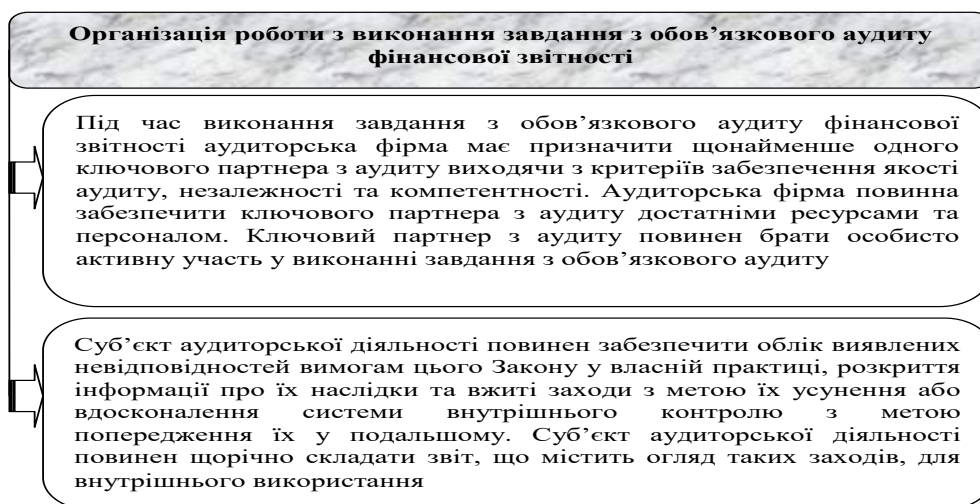 Організація роботи з виконання завдання з обов’язкового аудиту
фінансової звітності
Під час виконання завдання з обов’язкового аудиту фінансової
звітності аудиторська фірма має призначити щонайменше одного
ключового партнера з аудиту виходячи з критеріїв забезпечення якості
аудиту, незалежності та компетентності. Аудиторська фірма повинна
забезпечити ключового партнера з аудиту достатніми ресурсами та
персоналом. Ключовий партнер з аудиту повинен брати особисто
активну участь у виконанні завдання з обов’язкового аудиту
Суб’єкт аудиторської діяльності повинен забезпечити облік виявлених
невідповідностей вимогам цього Закону у власній практиці, розкриття
інформації про їх наслідки та вжиті заходи з метою їх усунення або
вдосконалення системи внутрішнього контролю з метою
попередження їх у подальшому. Суб’єкт аудиторської діяльності
повинен щорічно складати звіт, що містить огляд таких заходів, для
внутрішнього використання